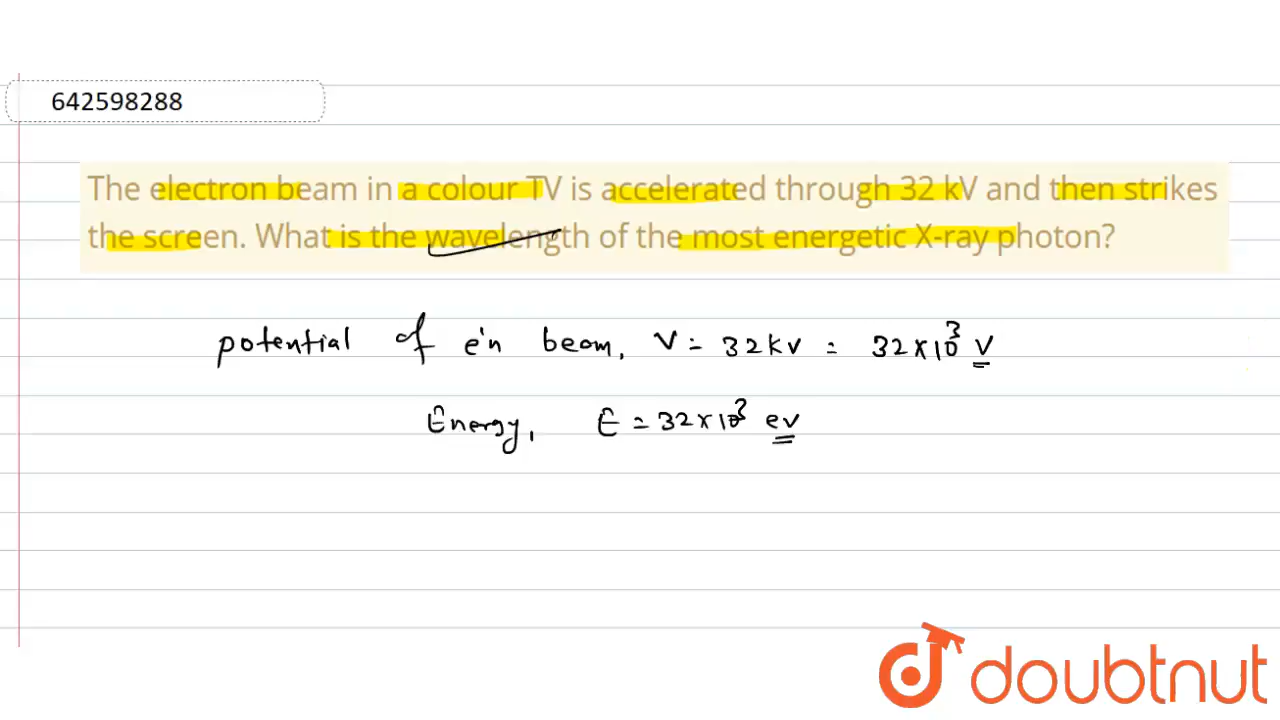 642598288
The electron beam in a colour TV is accelerated through 32 kV and then strikes
the screen. What is the wavelength of the most energetic X-ray photon?
potential of e'n beam, V = 32kv = 32×10³ V
Energy, E = 32×10³ ev
doubtnut